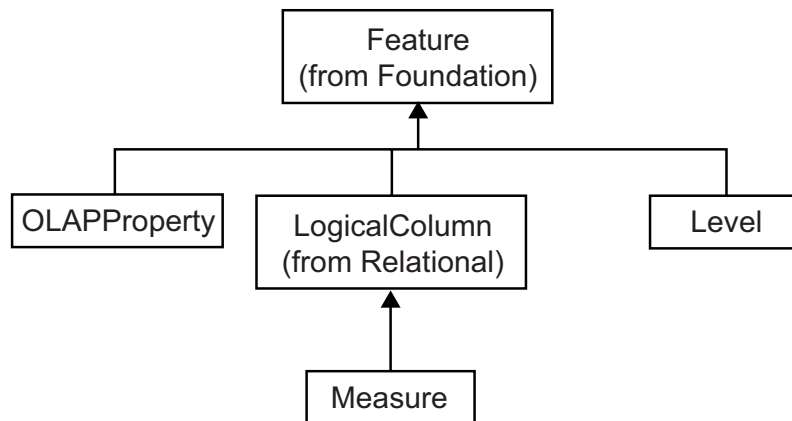 Feature
(from Foundation)
OLAPProperty
LogicalColumn
(from Relational)
Level
Measure